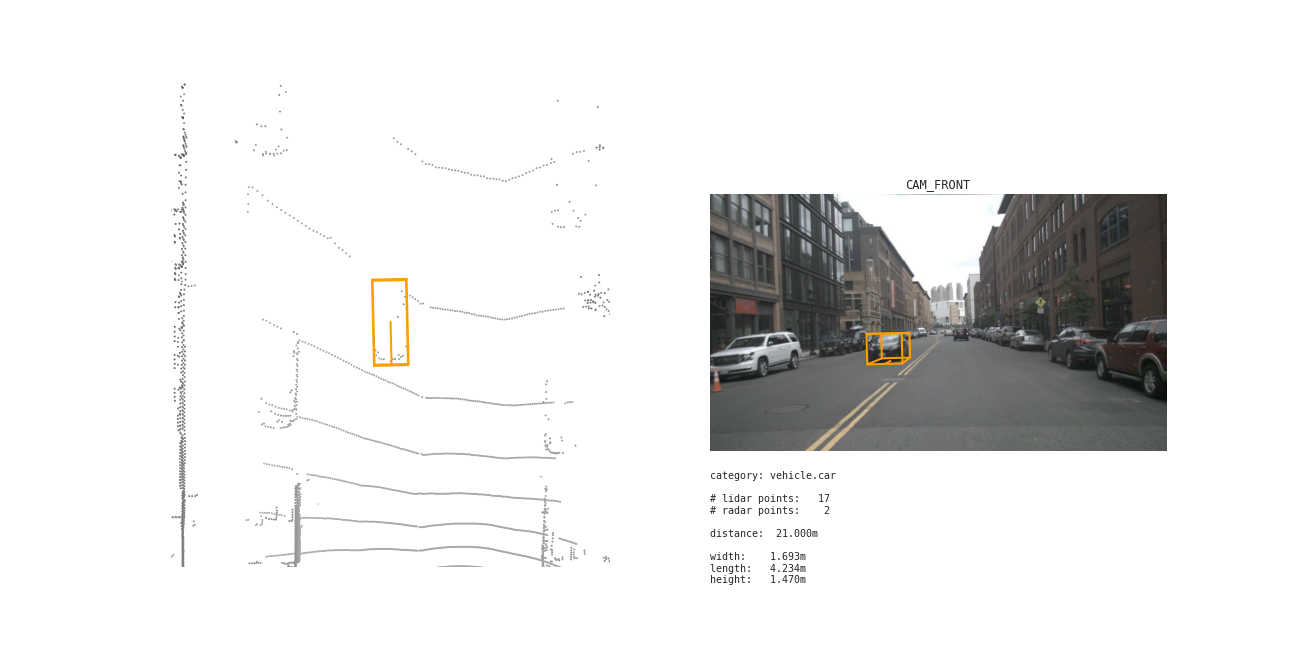 CAM_FRONT
category: vehicle.car
# lidar points:   17
# radar points:    2
distance:  21.000m
width:    1.693m
length:   4.234m
height:   1.470m